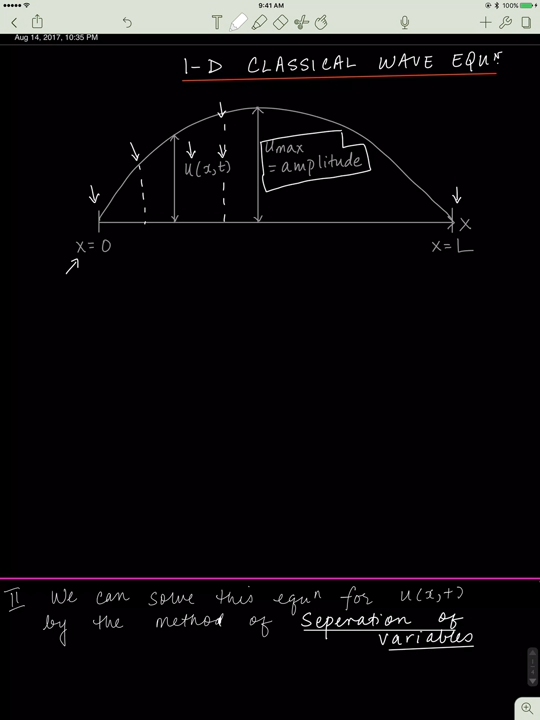 9:41 AM
100%
Aug 14, 2017, 10:35 PM
1-D CLASSICAL WAVE EQUⁿ
umax
= amplitude
u(x,t)
x
x = 0
x = L
II We can solve this equⁿ for u(x,t)
by the method of Seperation of
variables